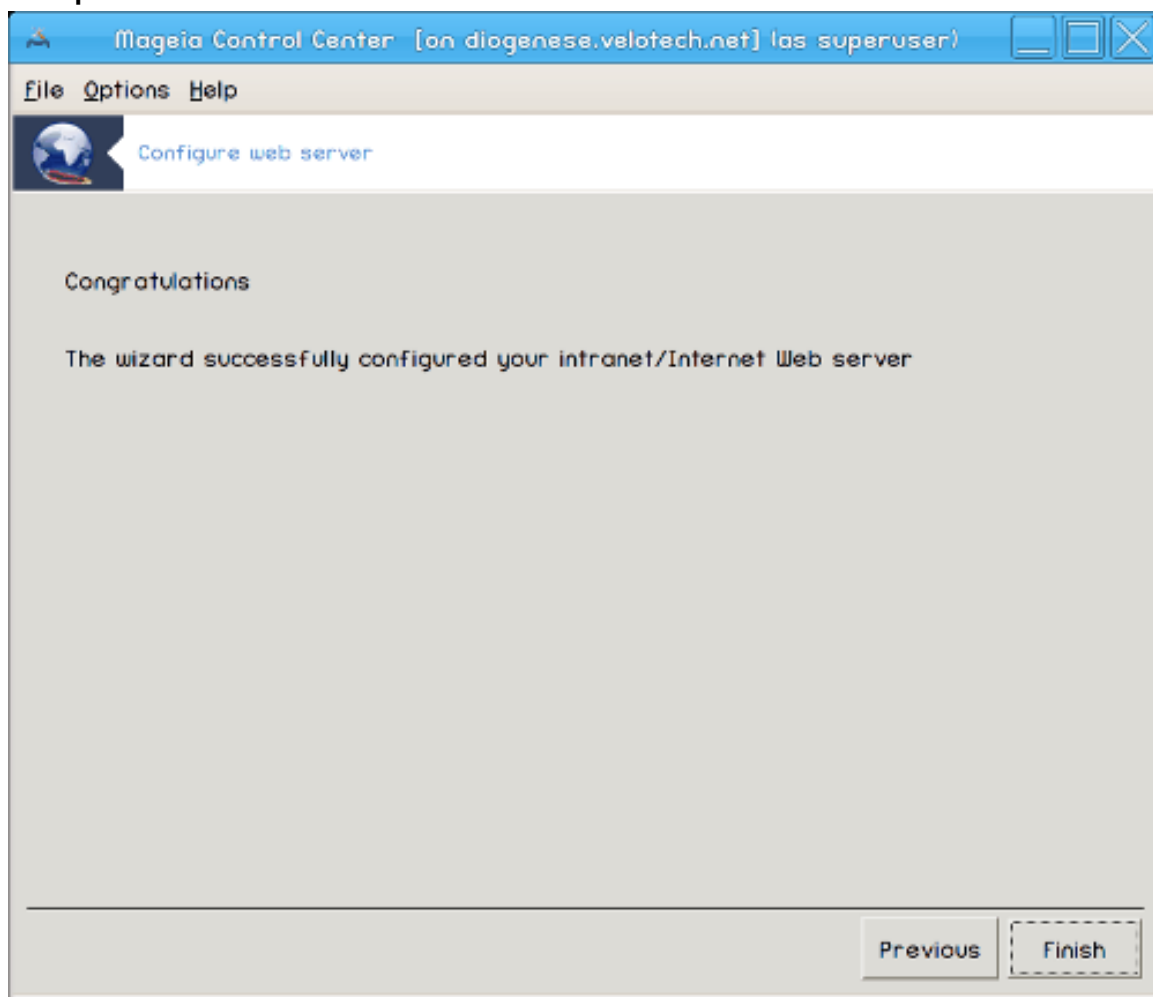 Mageia Control Center [on diogenese.velotech.net] (as superuser)
File Options Help
Configure web server
Congratulations
The wizard successfully configured your intranet/Internet Web server
Previous Finish